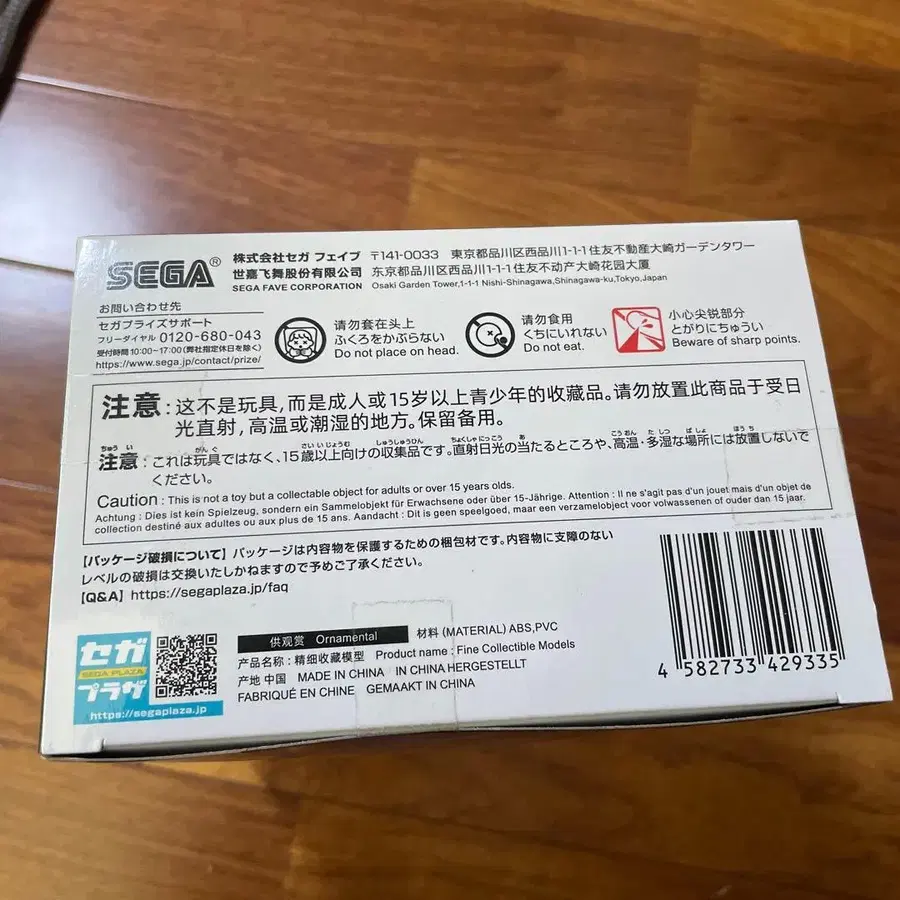 SEGA®
株式会社セガ フェイブ 〒141-0033 東京都品川区西品川1-1-1 住友不動産大崎ガーデンタワー
世嘉飞舞股份有限公司 东京都品川区西品川1-1-1 住友不动产大崎花园大厦
SEGA FAVE CORPORATION Osaki Garden Tower,1-1-1 Nishi-Shinagawa,Shinagawa-ku,Tokyo,Japan
お問い合わせ先
セガプライズサポート
フリーダイヤル 0120-680-043
受付時間 10:00~17:00(弊社指定休日を除く)
https://www.sega.jp/contact/prize/
请勿套在头上
ふくろをかぶらない
Do not place on head.
请勿食用
くちにいれない
Do not eat.
小心尖锐部分
とがりにちゅうい
Beware of sharp points.
注意:这不是玩具,而是成人或15岁以上青少年的收藏品。请勿放置此商品于受日
光直射,高温或潮湿的地方。保留备用。
注意:これは玩具ではなく、15歳以上向けの収集品です。直射日光の当たるところや、高温・多湿な場所には放置しないで
ください。
Caution : This is not a toy but a collectable object for adults or over 15 years olds.
Achtung : Dies ist kein Spielzeug, sondern ein Sammelobjekt für Erwachsene oder über 15-Jährige. Attention : Il ne s'agit pas d'un jouet mais d'un objet de
collection destiné aux adultes ou aux plus de 15 ans. Aandacht : Dit is geen speelgoed, maar een verzamelobject voor volwassenen of ouder dan 15 jaar.
【パッケージ破損について】パッケージは内容物を保護するための梱包材です。内容物に支障のない
レベルの破損は交換いたしかねますので予めご了承ください。
【Q&A】https://segaplaza.jp/faq
セガ
SEGA PLAZA
プラザ
https://segaplaza.jp
供观赏 Ornamental 材料 (MATERIAL) ABS,PVC
产品名称:精细收藏模型 Product name : Fine Collectible Models
产地 中国 MADE IN CHINA IN CHINA HERGESTELLT
FABRIQUÉ EN CHINE GEMAAKT IN CHINA
4 582733 429335